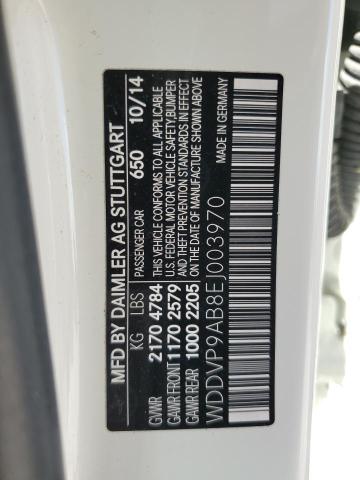 MFD BY DAIMLER AG STUTTGART
KG LBS PASSENGER CAR 650 10/14
GVWR 2170 4784 THIS VEHICLE CONFORMS TO ALL APPLICABLE
GAWR FRONT 1170 2579 U.S. FEDERAL MOTOR VEHICLE SAFETY, BUMPER,
AND THEFT PREVENTION STANDARDS IN EFFECT
GAWR REAR 1000 2205 ON THE DATE OF MANUFACTURE SHOWN ABOVE
WDDVP9AB8EJ003970 MADE IN GERMANY